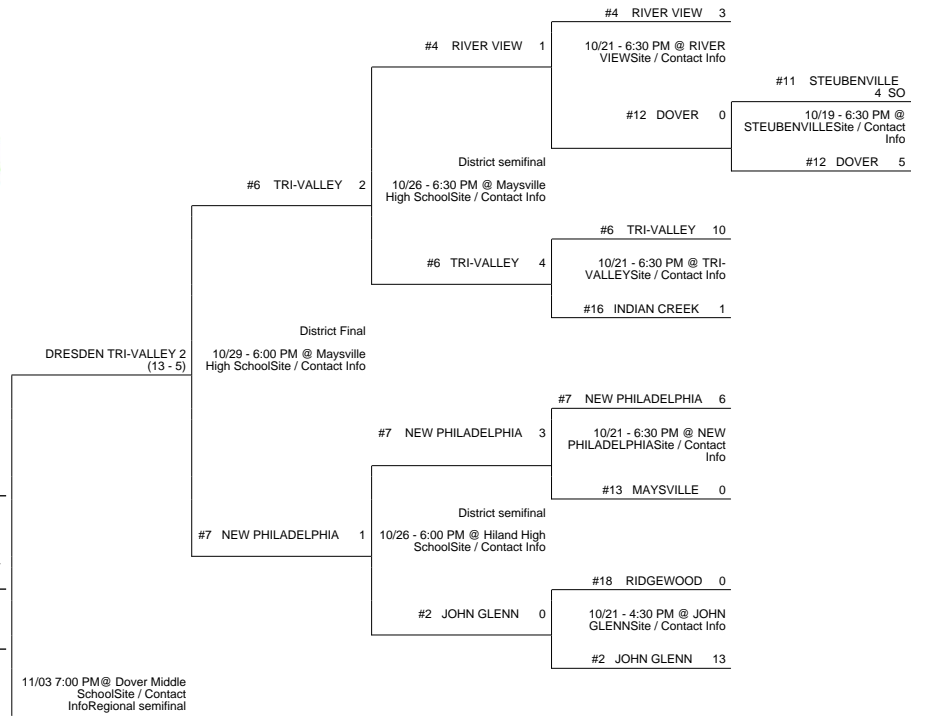 #4 RIVER VIEW 3
#4 RIVER VIEW 1
10/21 - 6:30 PM @ RIVER
VIEWSite / Contact Info
#11 STEUBENVILLE
4 SO
#12 DOVER 0
10/19 - 6:30 PM @
STEUBENVILLESite / Contact
Info
#12 DOVER 5
District semifinal
#6 TRI-VALLEY 2
10/26 - 6:30 PM @ Maysville
High SchoolSite / Contact Info
#6 TRI-VALLEY 10
#6 TRI-VALLEY 4
10/21 - 6:30 PM @ TRI-
VALLEYSite / Contact Info
#16 INDIAN CREEK 1
District Final
DRESDEN TRI-VALLEY 2
(13 - 5)
10/29 - 6:00 PM @ Maysville
High SchoolSite / Contact Info
#7 NEW PHILADELPHIA 6
#7 NEW PHILADELPHIA 3
10/21 - 6:30 PM @ NEW
PHILADELPHIASite / Contact
Info
#13 MAYSVILLE 0
District semifinal
#7 NEW PHILADELPHIA 1
10/26 - 6:00 PM @ Hiland High
SchoolSite / Contact Info
#18 RIDGEWOOD 0
#2 JOHN GLENN 0
10/21 - 4:30 PM @ JOHN
GLENNSite / Contact Info
#2 JOHN GLENN 13
11/03 7:00 PM@ Dover Middle
SchoolSite / Contact
InfoRegional semifinal